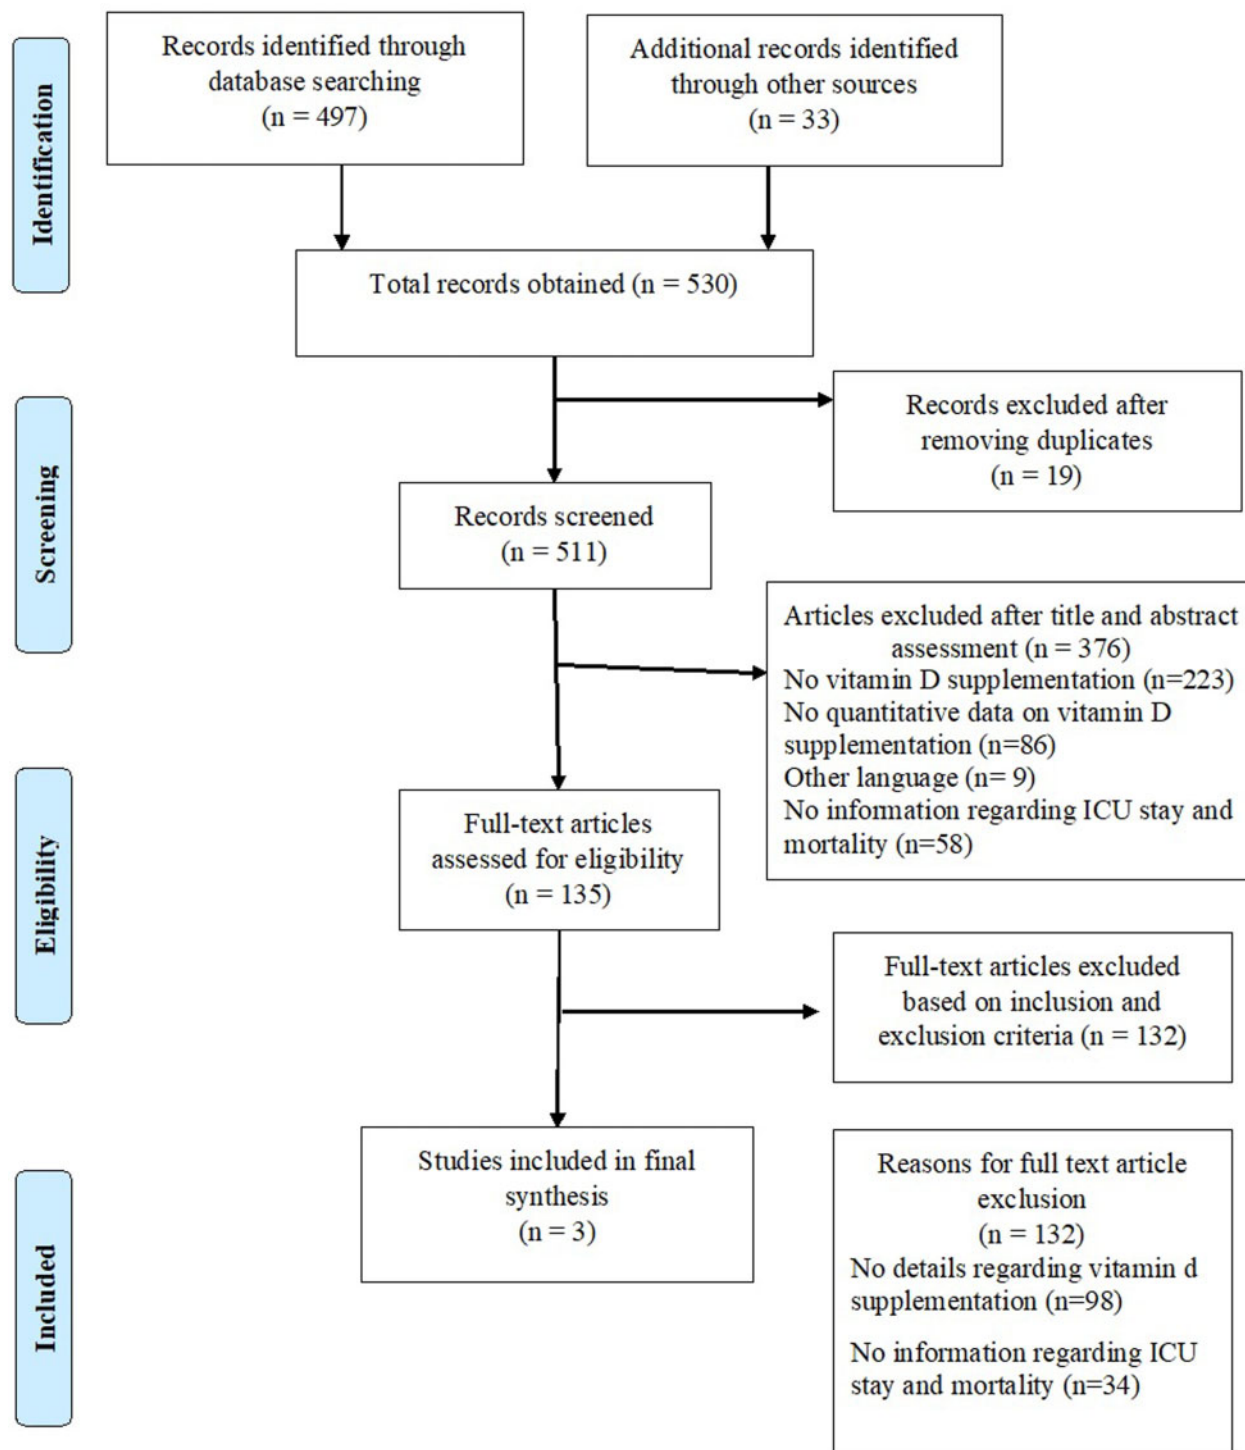 Identification
Records identified through
database searching
(n = 497)
Additional records identified
through other sources
(n = 33)
Total records obtained (n = 530)
Screening
Records excluded after
removing duplicates
(n = 19)
Records screened
(n = 511)
Articles excluded after title and abstract
assessment (n = 376)
No vitamin D supplementation (n=223)
No quantitative data on vitamin D
supplementation (n=86)
Other language (n= 9)
No information regarding ICU stay and
mortality (n=58)
Eligibility
Full-text articles
assessed for eligibility
(n = 135)
Full-text articles excluded
based on inclusion and
exclusion criteria (n = 132)
Included
Studies included in final
synthesis
(n = 3)
Reasons for full text article
exclusion
(n = 132)
No details regarding vitamin d
supplementation (n=98)
No information regarding ICU
stay and mortality (n=34)